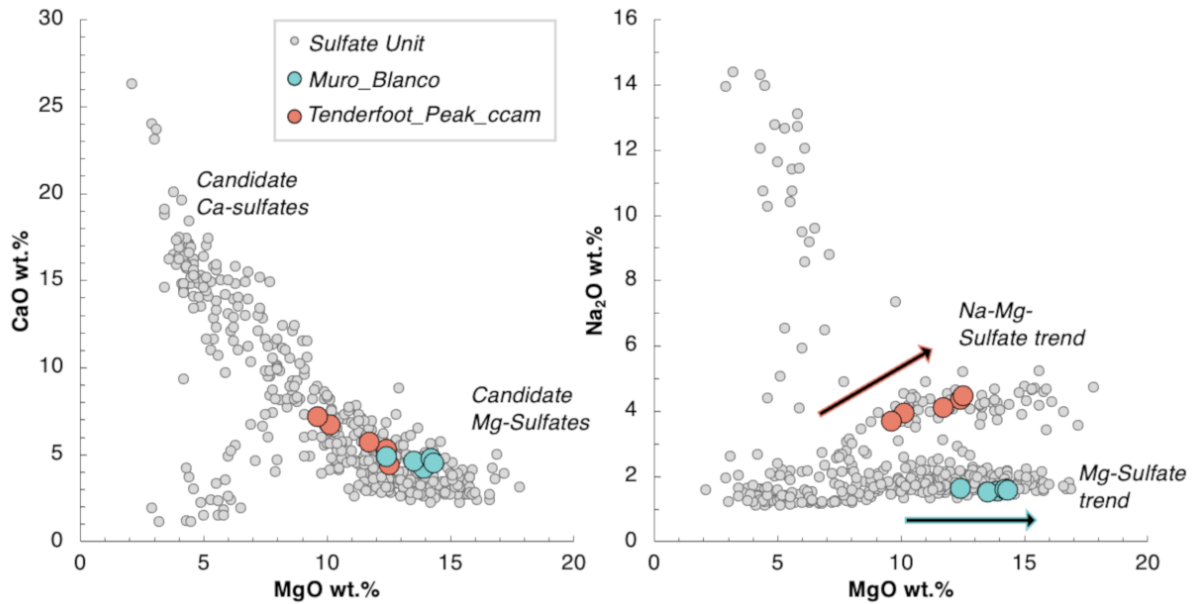 30
25
20
15
10
5
0
CaO wt.%
0
5
10
15
20
MgO wt.%
Sulfate Unit
Muro_Blanco
Tenderfoot_Peak_ccam
Candidate
Ca-sulfates
Candidate
Mg-Sulfates
16
14
12
10
8
6
4
2
0
Na₂O wt.%
0
5
10
15
20
MgO wt.%
Na-Mg-
Sulfate trend
Mg-Sulfate
trend